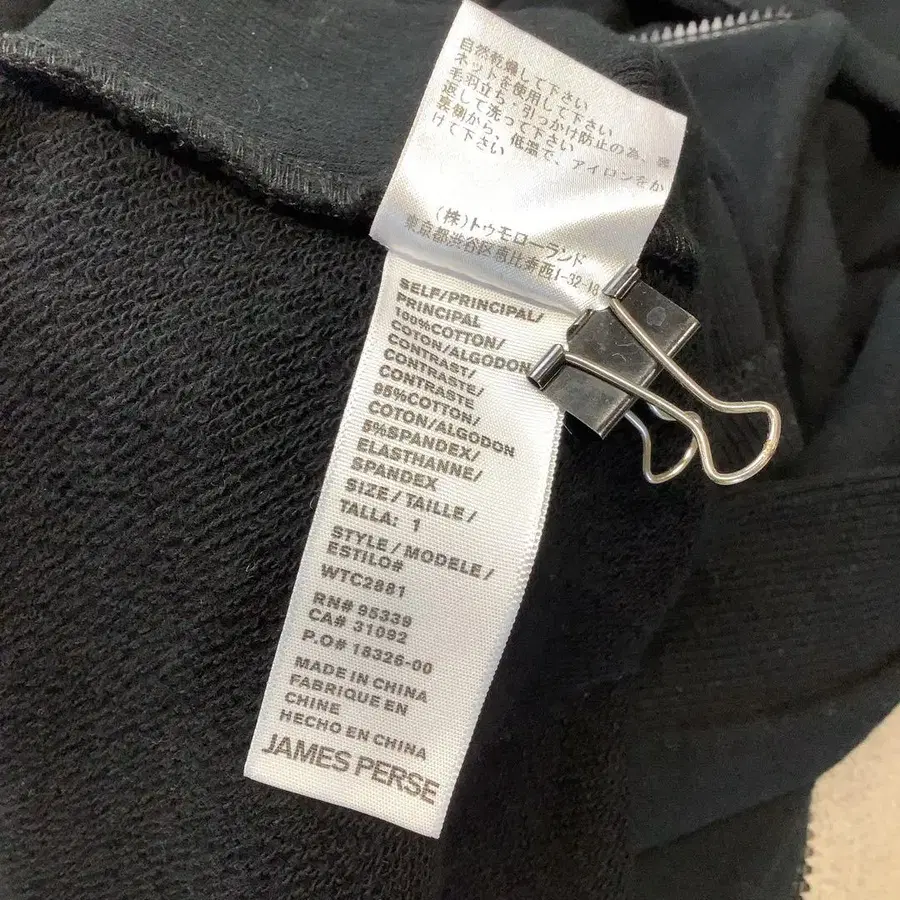 自然乾燥して下さい
ネットを使用して下さい
毛羽立ち・引っかけ防止の為、裏
返して洗って下さい
裏側から、低温で、アイロンをか
けて下さい
(株)トゥモローランド
東京都渋谷区恵比寿西1-32-18
SELF/PRINCIPAL/
PRINCIPAL
100%COTTON/
COTON/ALGODON
CONTRAST/
CONTRASTE/
CONTRASTE
95%COTTON/
COTON/ALGODON
5%SPANDEX/
ELASTHANNE/
SPANDEX
SIZE/TAILLE/
TALLA: 1
STYLE/MODELE/
ESTILO#
WTC2881
RN# 95339
CA# 31092
P.O# 18326-00
MADE IN CHINA
FABRIQUE EN
CHINE
HECHO EN CHINA
JAMES PERSE